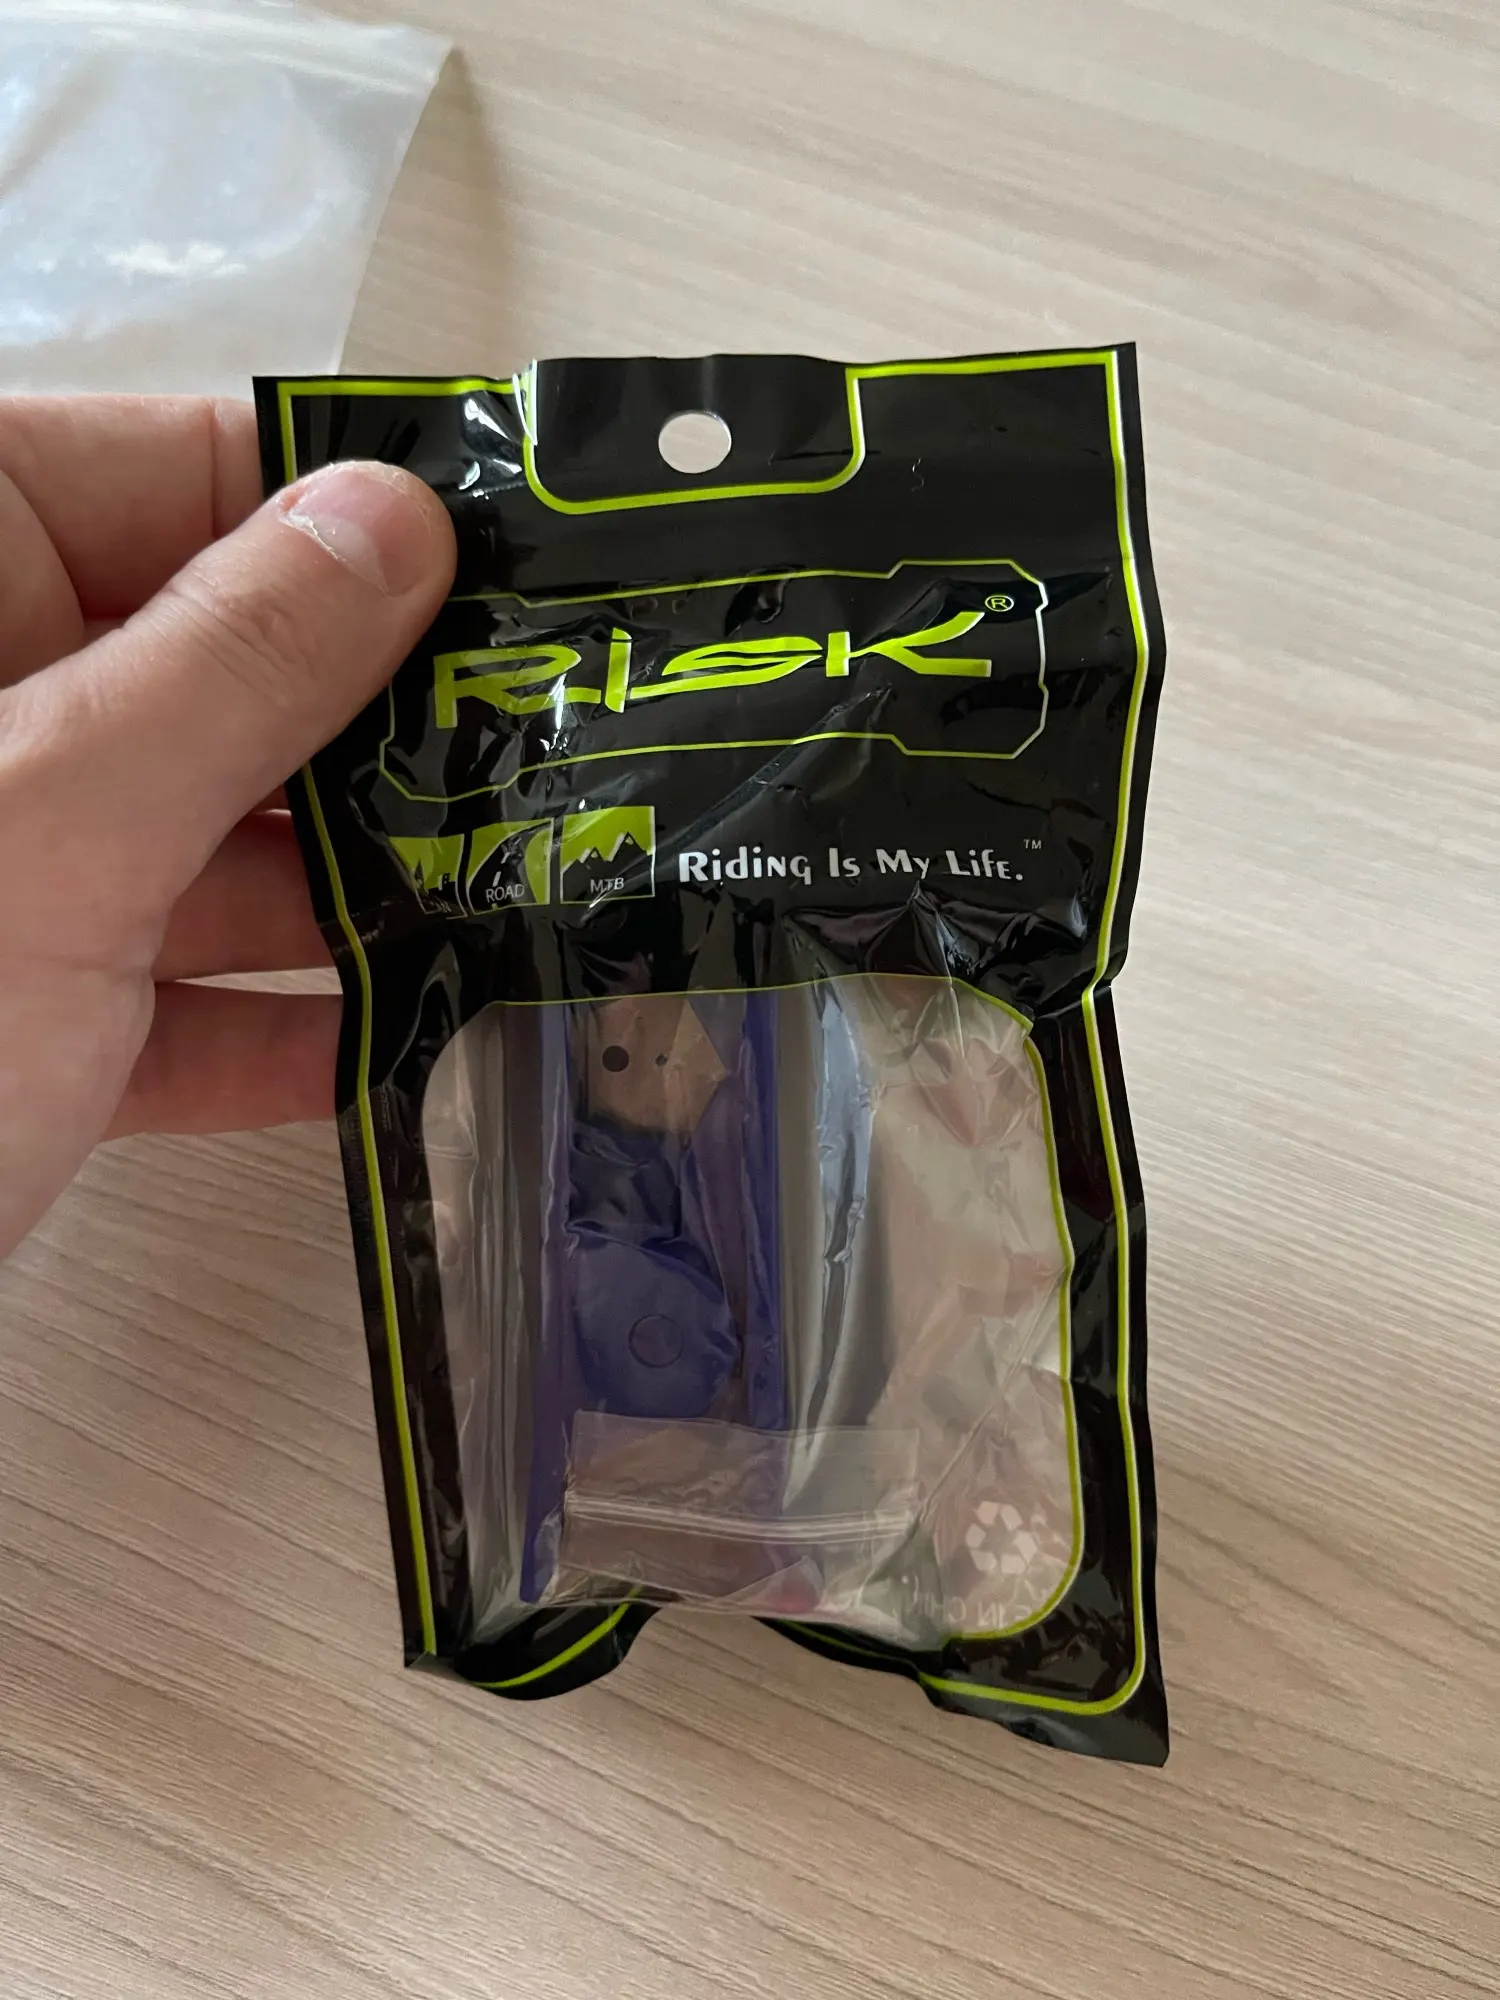 RISK®
ROAD
MTB
Riding Is My Life.™